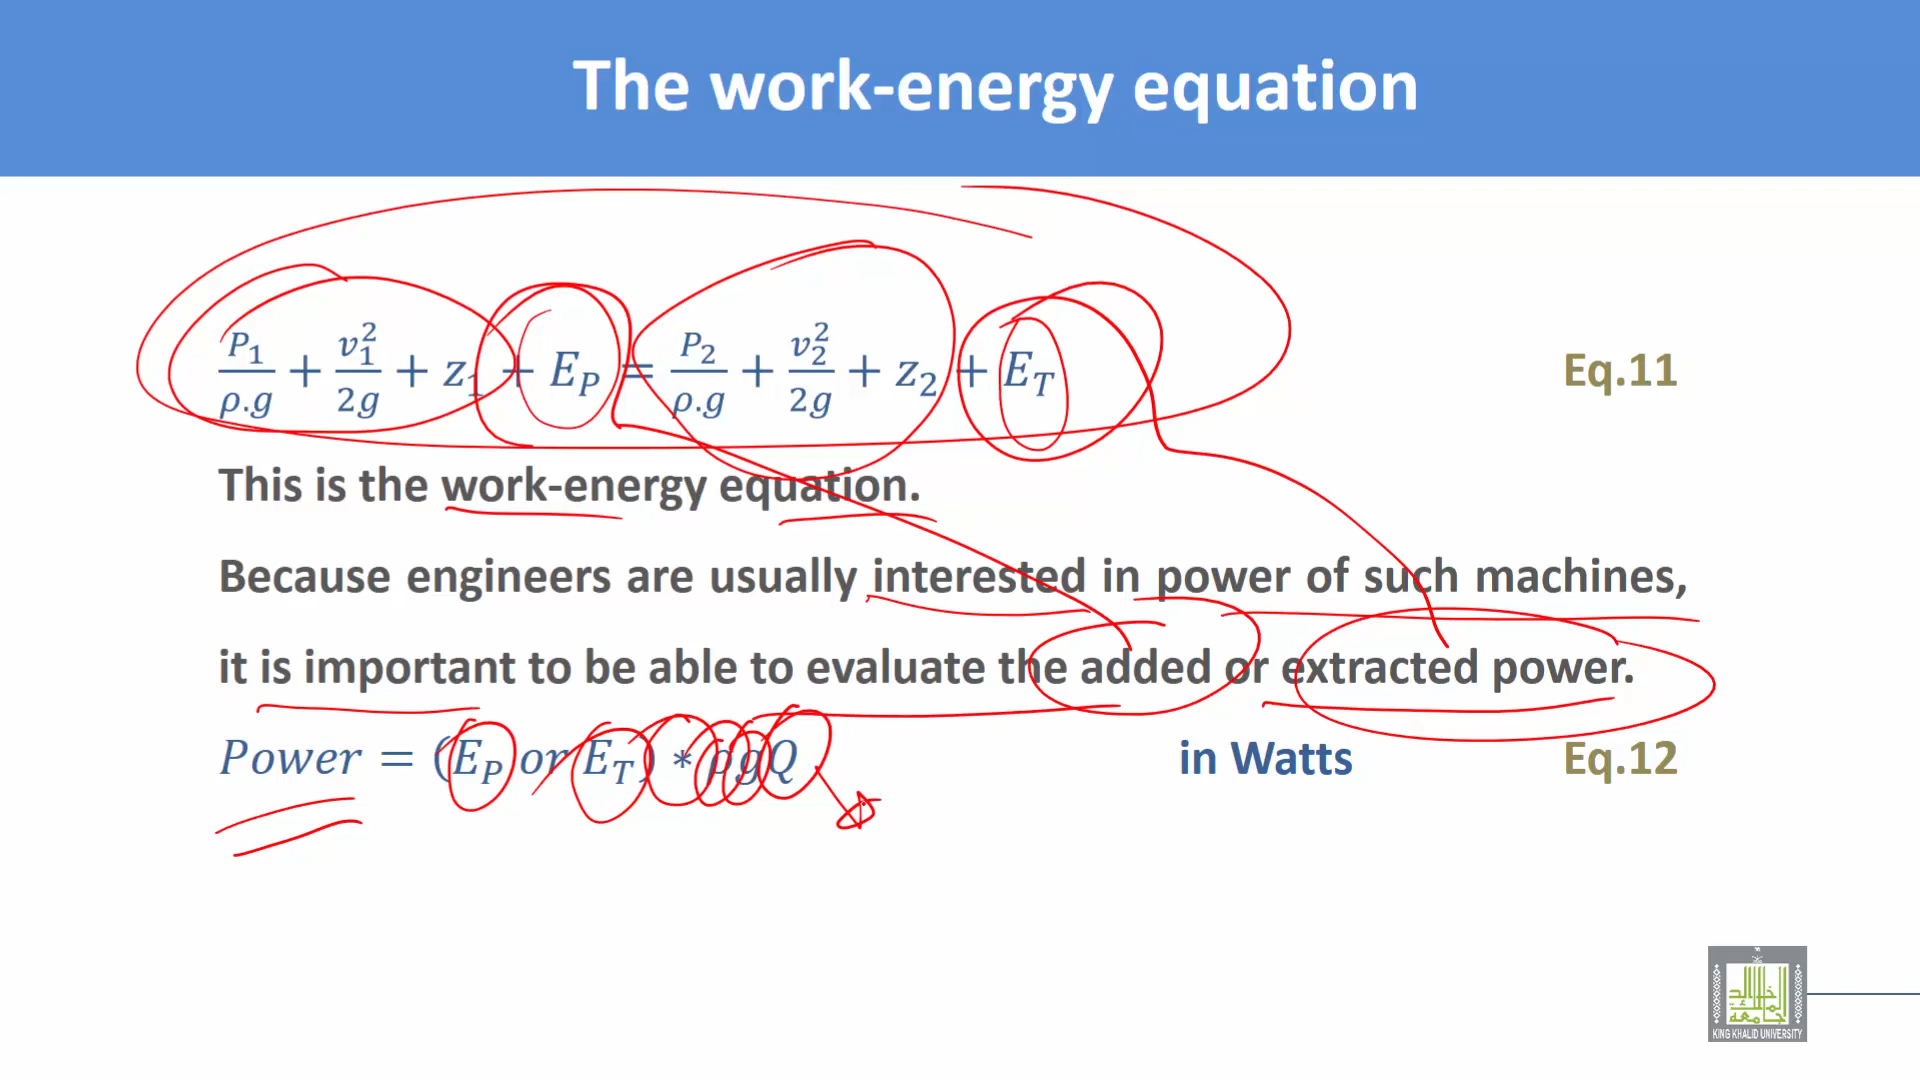 The work-energy equation
P₁/ρ.g + v₁²/2g + z₁ + E_P = P₂/ρ.g + v₂²/2g + z₂ + E_T Eq.11
This is the work-energy equation.
Because engineers are usually interested in power of such machines,
it is important to be able to evaluate the added or extracted power.
Power = (E_P or E_T) * ρgQ in Watts Eq.12
KING KHALID UNIVERSITY